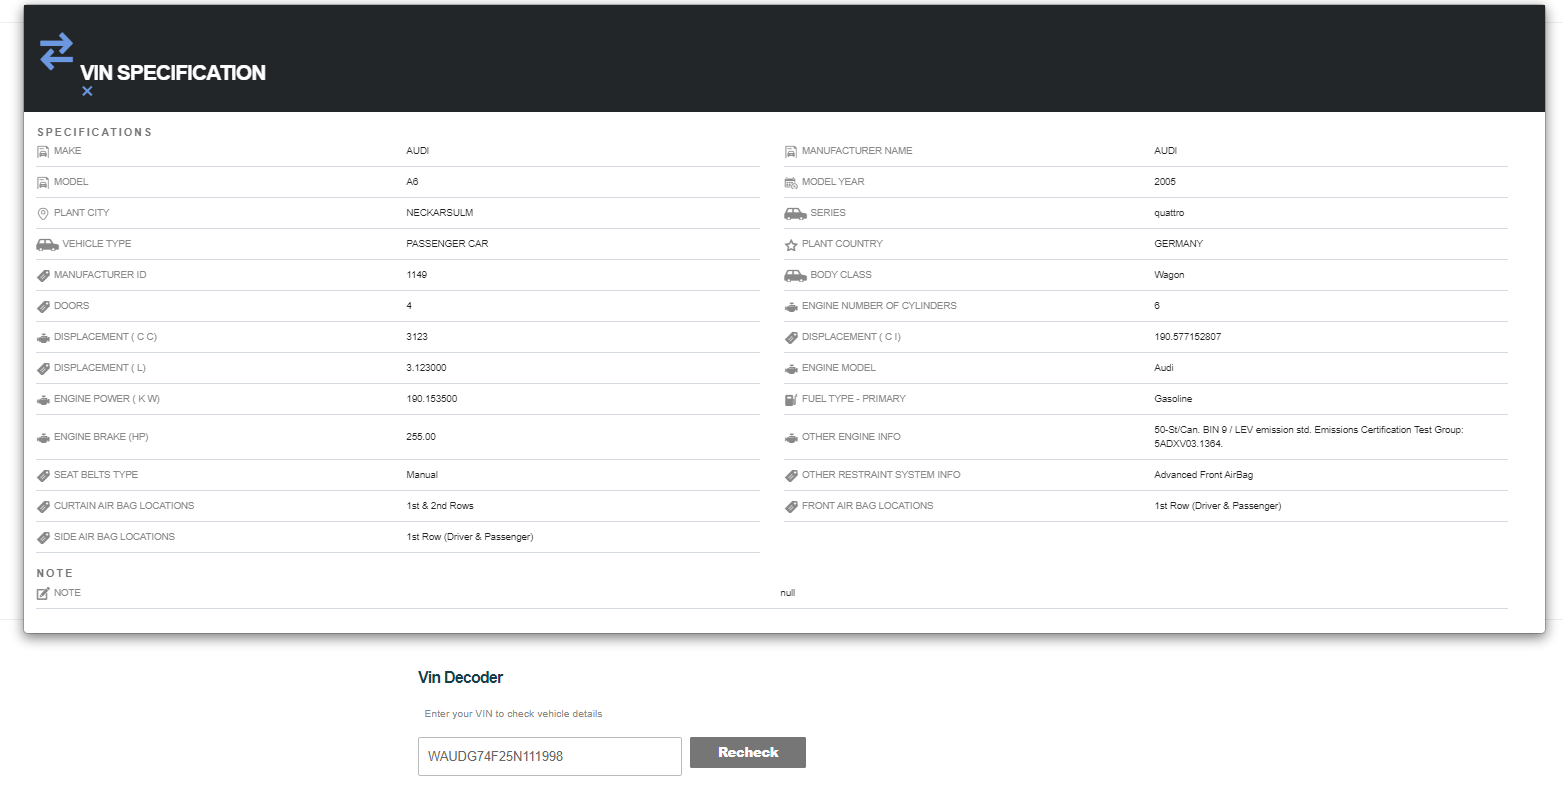 VIN SPECIFICATION
SPECIFICATIONS
MAKE AUDI MANUFACTURER NAME AUDI
MODEL A6 MODEL YEAR 2005
PLANT CITY NECKARSULM SERIES quattro
VEHICLE TYPE PASSENGER CAR PLANT COUNTRY GERMANY
MANUFACTURER ID 1149 BODY CLASS Wagon
DOORS 4 ENGINE NUMBER OF CYLINDERS 6
DISPLACEMENT ( C C) 3123 DISPLACEMENT ( C I) 190.577152807
DISPLACEMENT ( L) 3.123000 ENGINE MODEL Audi
ENGINE POWER ( K W) 190.153500 FUEL TYPE - PRIMARY Gasoline
ENGINE BRAKE (HP) 255.00 OTHER ENGINE INFO 50-St/Can. BIN 9 / LEV emission std. Emissions Certification Test Group:
5ADXV03.1364.
SEAT BELTS TYPE Manual OTHER RESTRAINT SYSTEM INFO Advanced Front AirBag
CURTAIN AIR BAG LOCATIONS 1st & 2nd Rows FRONT AIR BAG LOCATIONS 1st Row (Driver & Passenger)
SIDE AIR BAG LOCATIONS 1st Row (Driver & Passenger)
NOTE
NOTE null
Vin Decoder
Enter your VIN to check vehicle details
WAUDG74F25N111998 Recheck